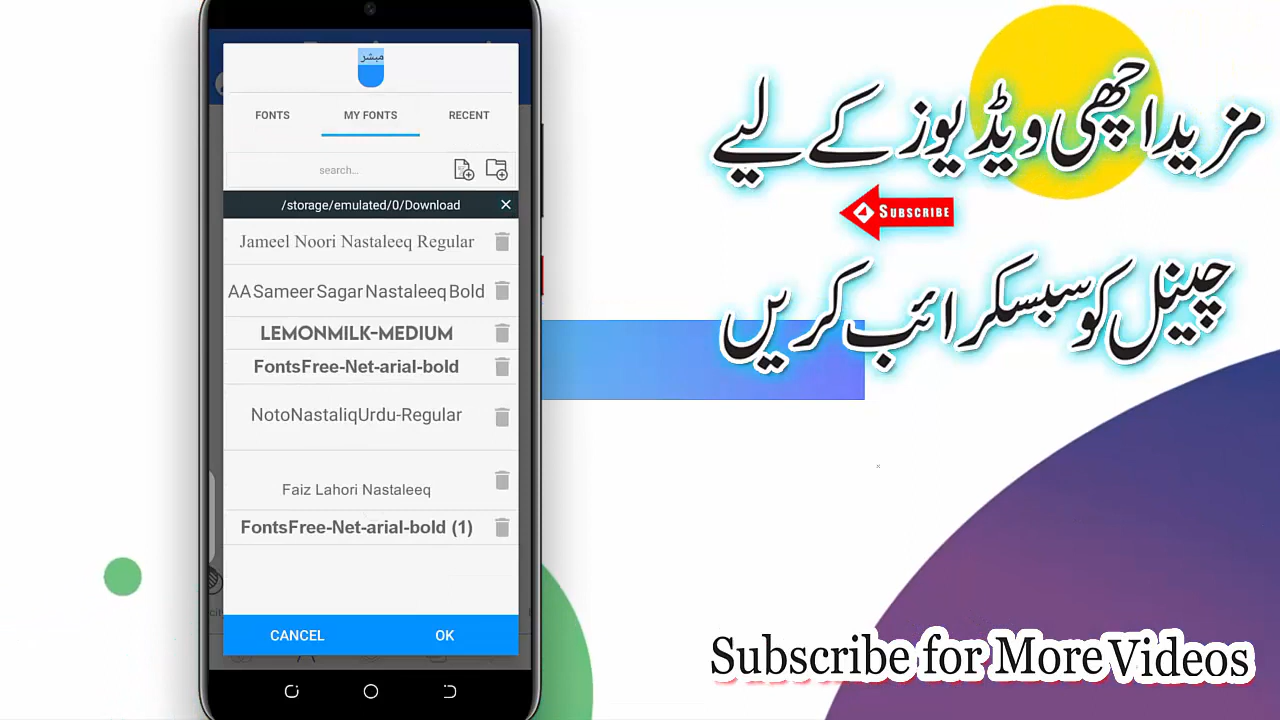 مبشر
FONTS MY FONTS RECENT
search...
/storage/emulated/0/Download ✕
Jameel Noori Nastaleeq Regular
AA Sameer Sagar Nastaleeq Bold
LEMONMILK-MEDIUM
FontsFree-Net-arial-bold
NotoNastaliqUrdu-Regular
Faiz Lahori Nastaleeq
FontsFree-Net-arial-bold (1)
CANCEL OK
مزید اچھی ویڈیوز کے لیے
SUBSCRIBE
چینل کو سبسکرائب کریں
Subscribe for More Videos